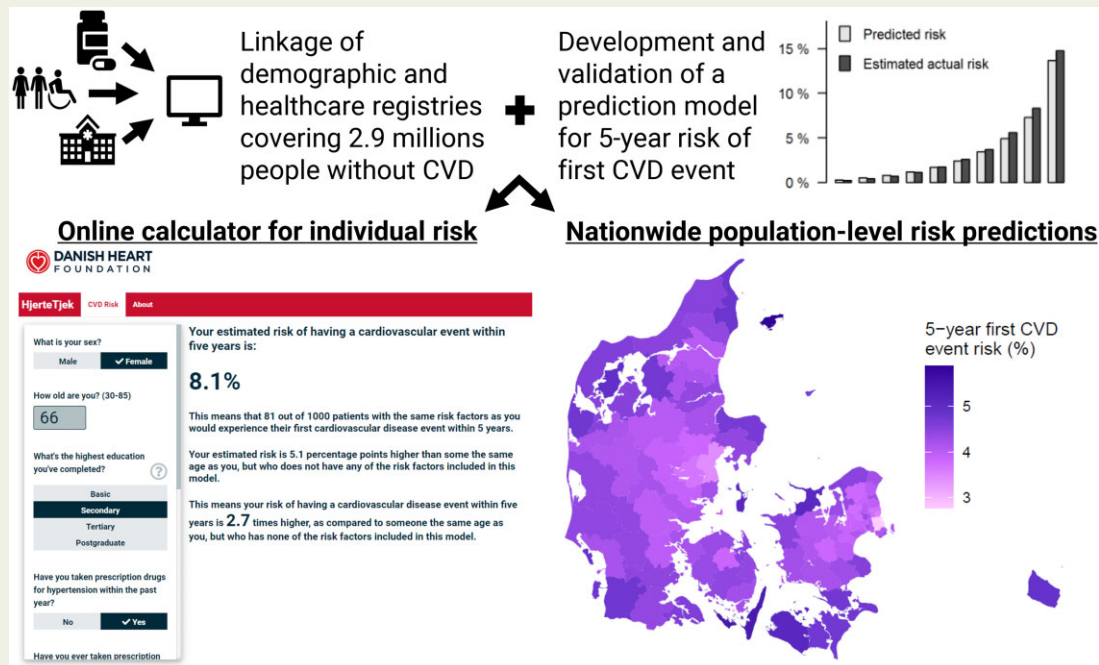 Linkage of
demographic and
healthcare registries
covering 2.9 millions
people without CVD
+
Development and
validation of a
prediction model
for 5-year risk of
first CVD event
Predicted risk
Estimated actual risk
15 %
10 %
5 %
0 %
Online calculator for individual risk
DANISH HEART
FOUNDATION
HjerteTjek CVD Risk About
What is your sex?
Male ✓ Female
How old are you? (30-85)
66
What's the highest education
you've completed?
?
Basic
Secondary
Tertiary
Postgraduate
Have you taken prescription drugs
for hypertension within the past
year?
No ✓ Yes
Have you ever taken prescription
Your estimated risk of having a cardiovascular event within
five years is:
8.1%
This means that 81 out of 1000 patients with the same risk factors as you
would experience their first cardiovascular disease event within 5 years.
Your estimated risk is 5.1 percentage points higher than some the same
age as you, but who does not have any of the risk factors included in this
model.
This means your risk of having a cardiovascular disease event within five
years is 2.7 times higher, as compared to someone the same age as
you, but who has none of the risk factors included in this model.
Nationwide population-level risk predictions
5−year first CVD
event risk (%)
5
4
3